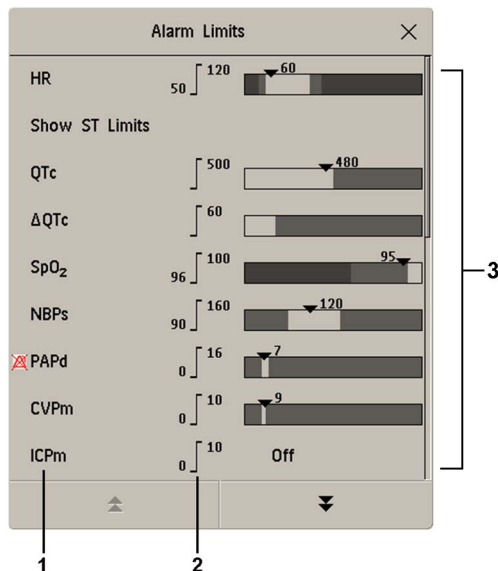 Alarm Limits
HR 50 120 60
Show ST Limits
QTc 500 480
ΔQTc 60
SpO₂ 96 100 95
NBPs 90 160 120
PAPd 0 16 7
CVPm 0 10 9
ICPm 0 10 Off
1 2 3